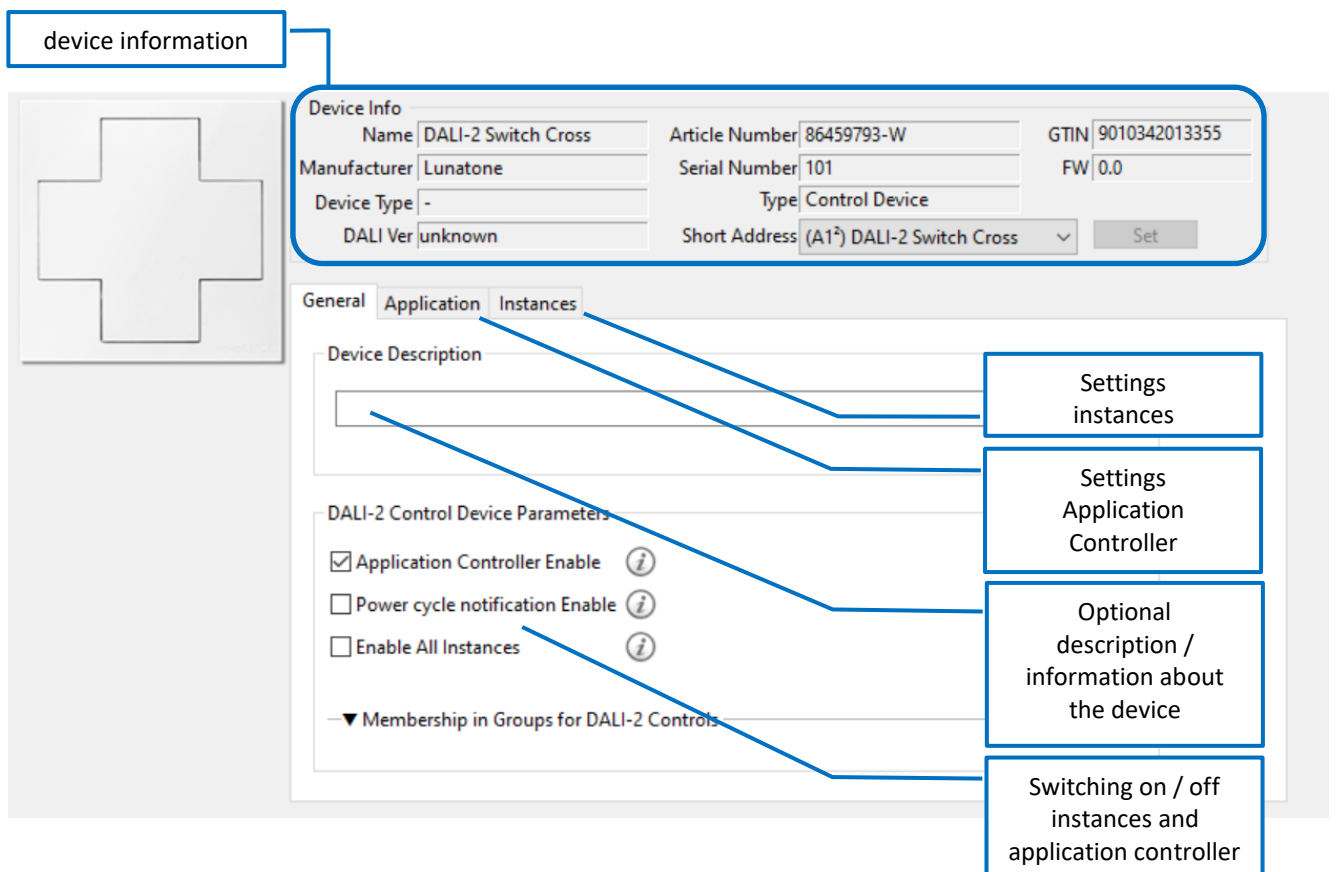 device information
Device Info
Name DALI-2 Switch Cross Article Number 86459793-W GTIN 9010342013355
Manufacturer Lunatone Serial Number 101 FW 0.0
Device Type - Type Control Device
DALI Ver unknown Short Address (A1²) DALI-2 Switch Cross Set
General Application Instances
Device Description
Settings
instances
Settings
Application
Controller
DALI-2 Control Device Parameters
Application Controller Enable i
Power cycle notification Enable i
Enable All Instances i
Optional
description /
information about
the device
▼ Membership in Groups for DALI-2 Controls
Switching on / off
instances and
application controller